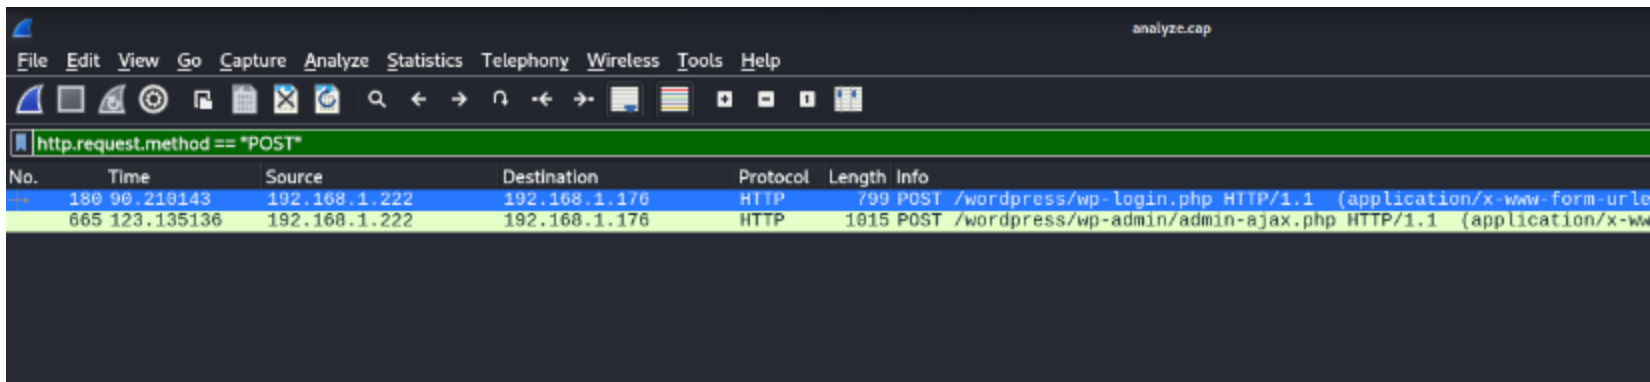 analyze.cap
File Edit View Go Capture Analyze Statistics Telephony Wireless Tools Help
http.request.method == "POST"
No. Time Source Destination Protocol Length Info
180 90.210143 192.168.1.222 192.168.1.176 HTTP 799 POST /wordpress/wp-login.php HTTP/1.1 (application/x-www-form-urle
665 123.135136 192.168.1.222 192.168.1.176 HTTP 1015 POST /wordpress/wp-admin/admin-ajax.php HTTP/1.1 (application/x-ww